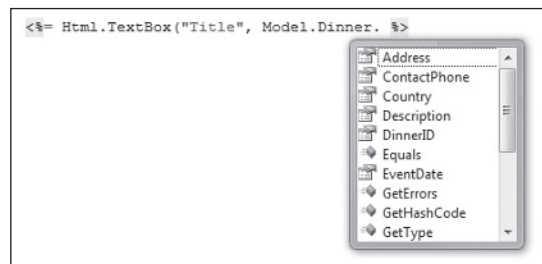 <%= Html.TextBox("Title", Model.Dinner. %>
Address
ContactPhone
Country
Description
DinnerID
Equals
EventDate
GetErrors
GetHashCode
GetType